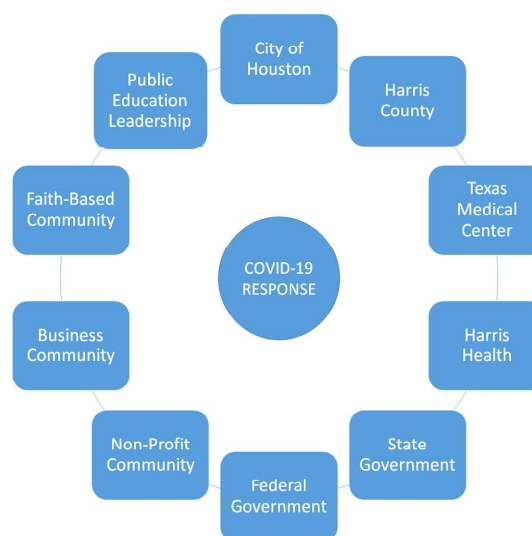 City of
Houston
Harris
County
Texas
Medical
Center
Harris
Health
State
Government
Federal
Government
Non-Profit
Community
Business
Community
Faith-Based
Community
Public
Education
Leadership
COVID-19
RESPONSE